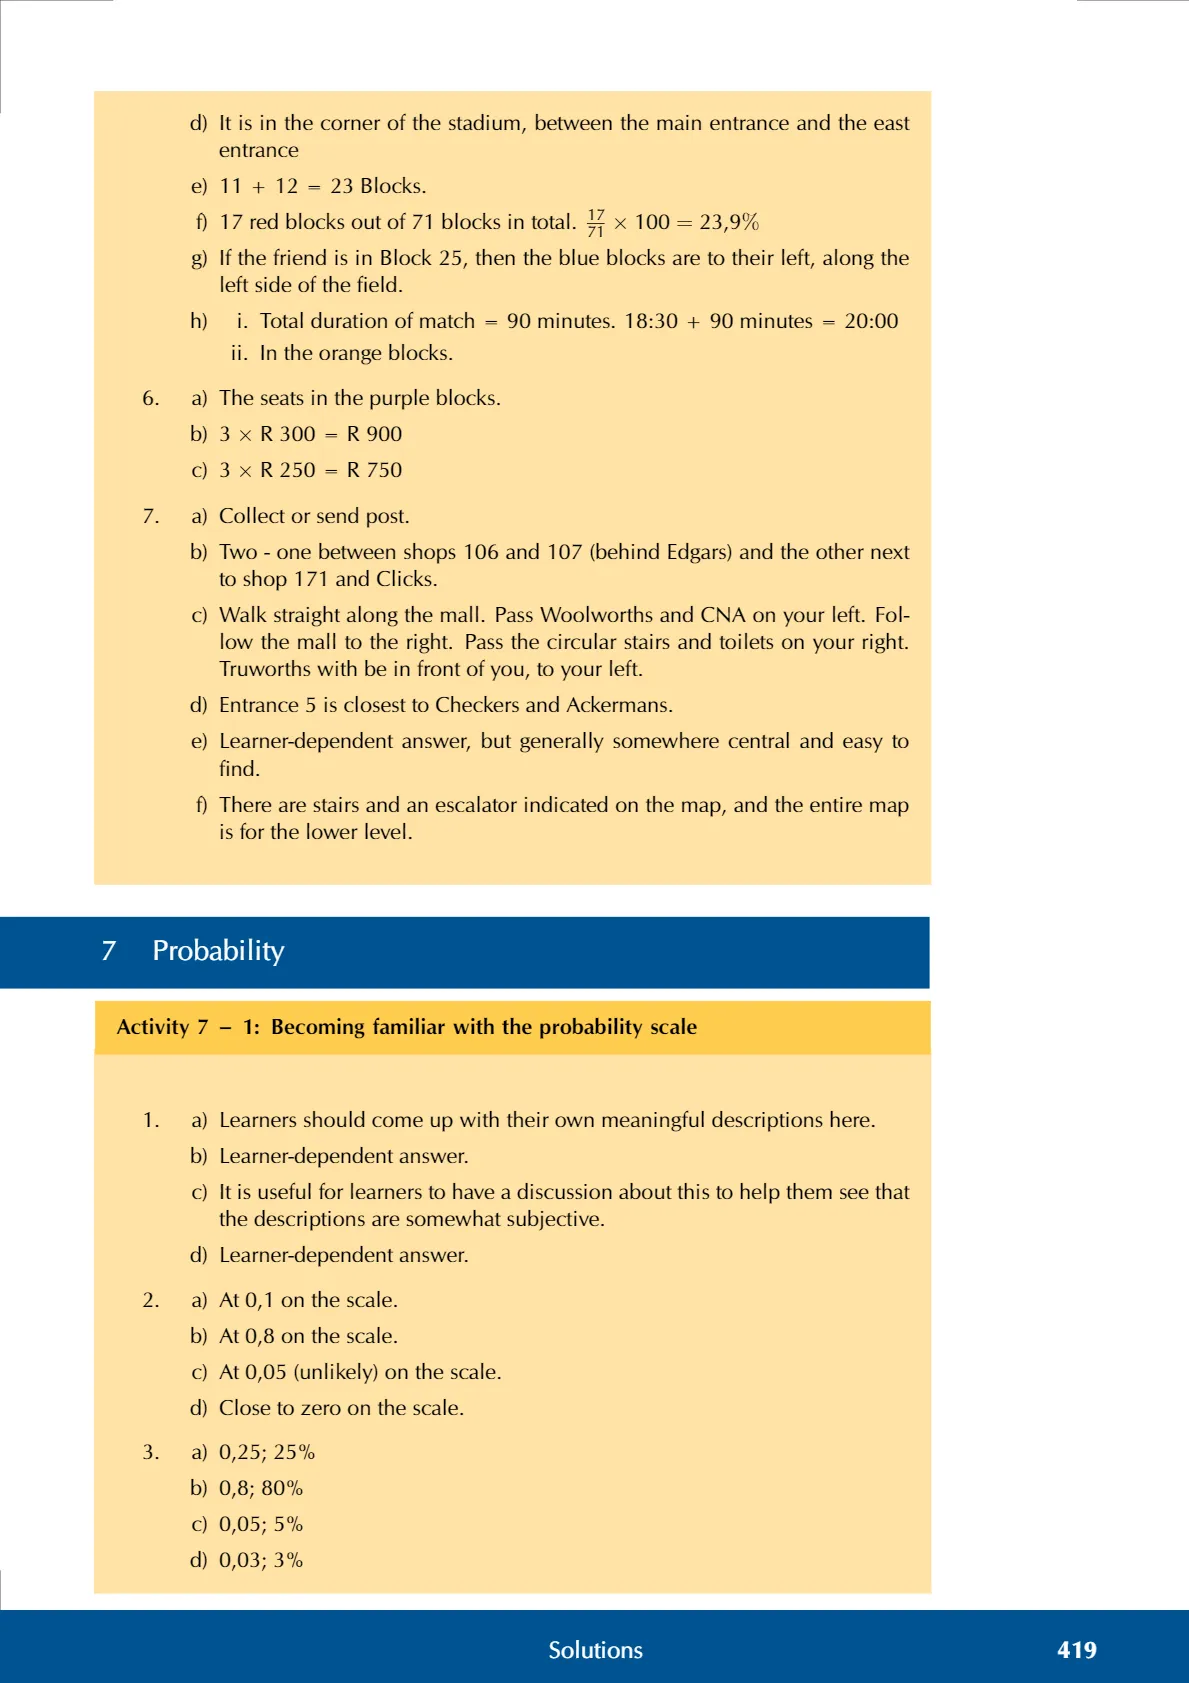 d) It is in the corner of the stadium, between the main entrance and the east
entrance
e) 11 + 12 = 23 Blocks.
f) 17 red blocks out of 71 blocks in total. 17/71 × 100 = 23,9%
g) If the friend is in Block 25, then the blue blocks are to their left, along the
left side of the field.
h) i. Total duration of match = 90 minutes. 18:30 + 90 minutes = 20:00
ii. In the orange blocks.
6. a) The seats in the purple blocks.
b) 3 × R 300 = R 900
c) 3 × R 250 = R 750
7. a) Collect or send post.
b) Two - one between shops 106 and 107 (behind Edgars) and the other next
to shop 171 and Clicks.
c) Walk straight along the mall. Pass Woolworths and CNA on your left. Fol-
low the mall to the right. Pass the circular stairs and toilets on your right.
Truworths with be in front of you, to your left.
d) Entrance 5 is closest to Checkers and Ackermans.
e) Learner-dependent answer, but generally somewhere central and easy to
find.
f) There are stairs and an escalator indicated on the map, and the entire map
is for the lower level.
7 Probability
Activity 7 – 1: Becoming familiar with the probability scale
1. a) Learners should come up with their own meaningful descriptions here.
b) Learner-dependent answer.
c) It is useful for learners to have a discussion about this to help them see that
the descriptions are somewhat subjective.
d) Learner-dependent answer.
2. a) At 0,1 on the scale.
b) At 0,8 on the scale.
c) At 0,05 (unlikely) on the scale.
d) Close to zero on the scale.
3. a) 0,25; 25%
b) 0,8; 80%
c) 0,05; 5%
d) 0,03; 3%
Solutions 419